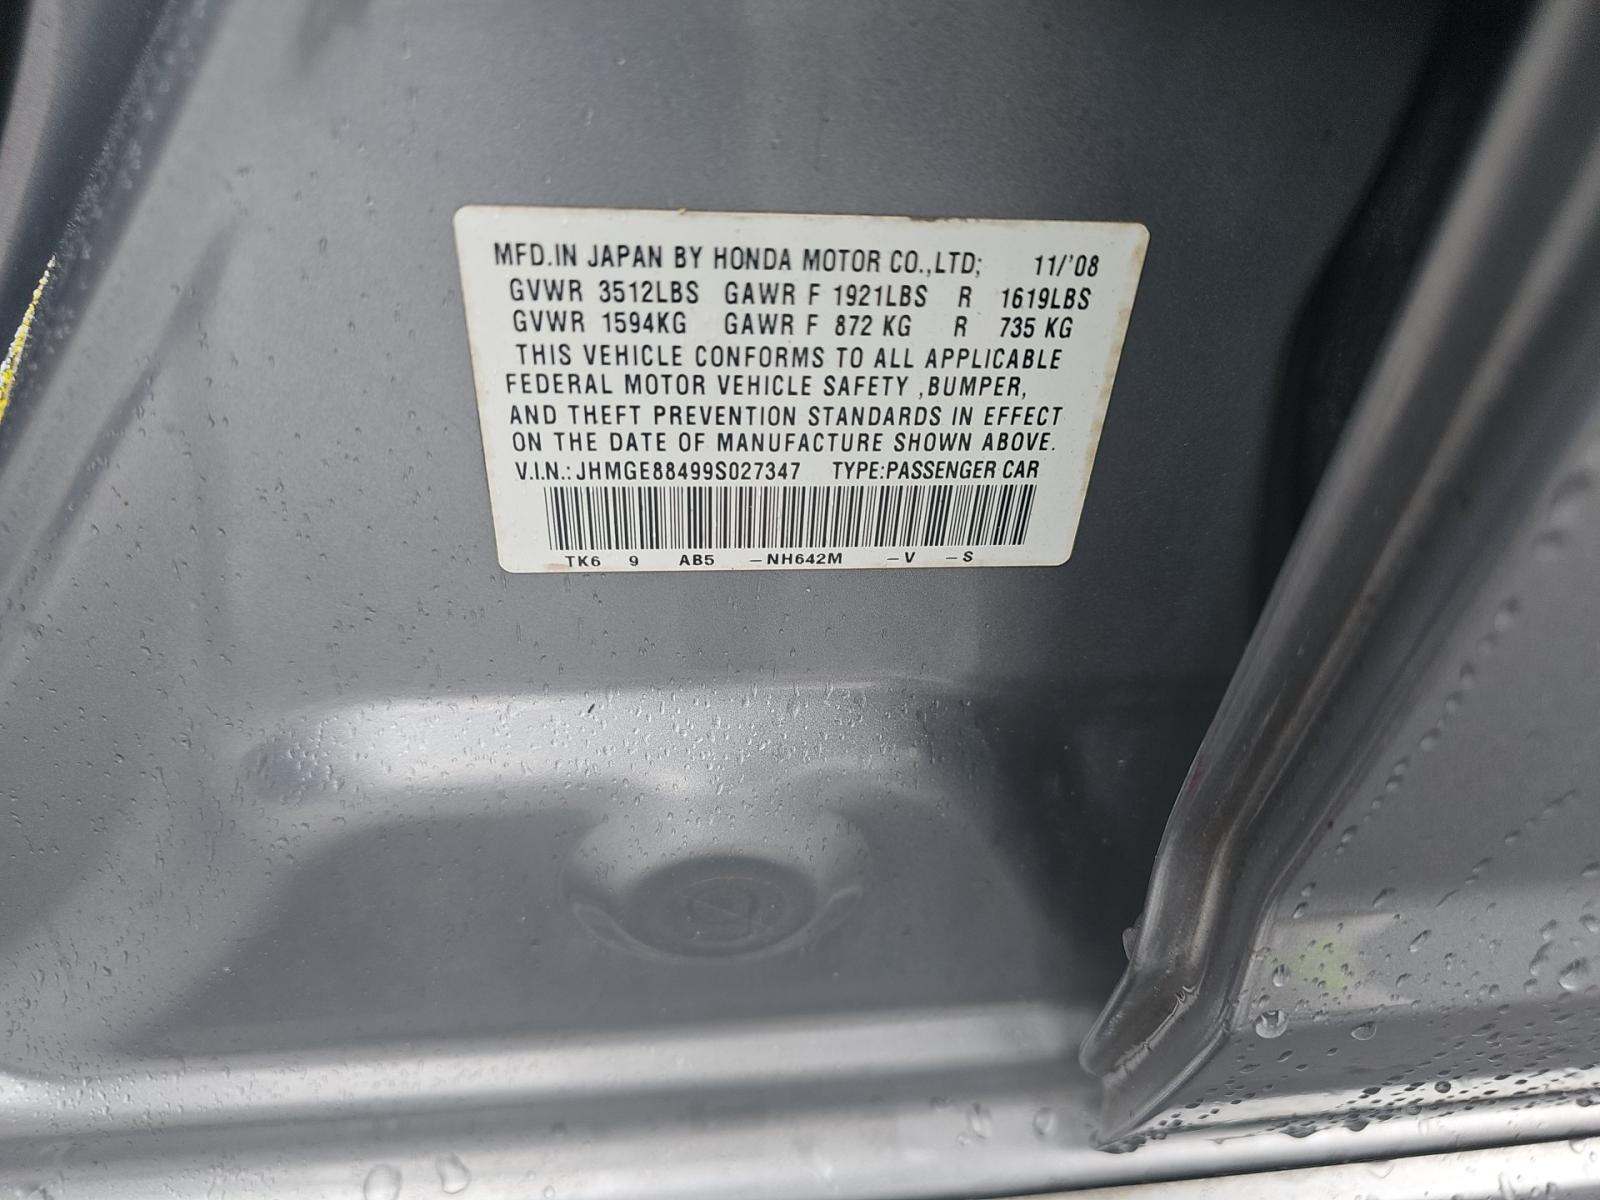 MFD.IN JAPAN BY HONDA MOTOR CO.,LTD; 11/'08
GVWR 3512LBS GAWR F 1921LBS R 1619LBS
GVWR 1594KG GAWR F 872 KG R 735 KG
THIS VEHICLE CONFORMS TO ALL APPLICABLE
FEDERAL MOTOR VEHICLE SAFETY ,BUMPER,
AND THEFT PREVENTION STANDARDS IN EFFECT
ON THE DATE OF MANUFACTURE SHOWN ABOVE.
V.I.N.: JHMGE88499S027347 TYPE:PASSENGER CAR
TK6 9 AB5 -NH642M -V -S